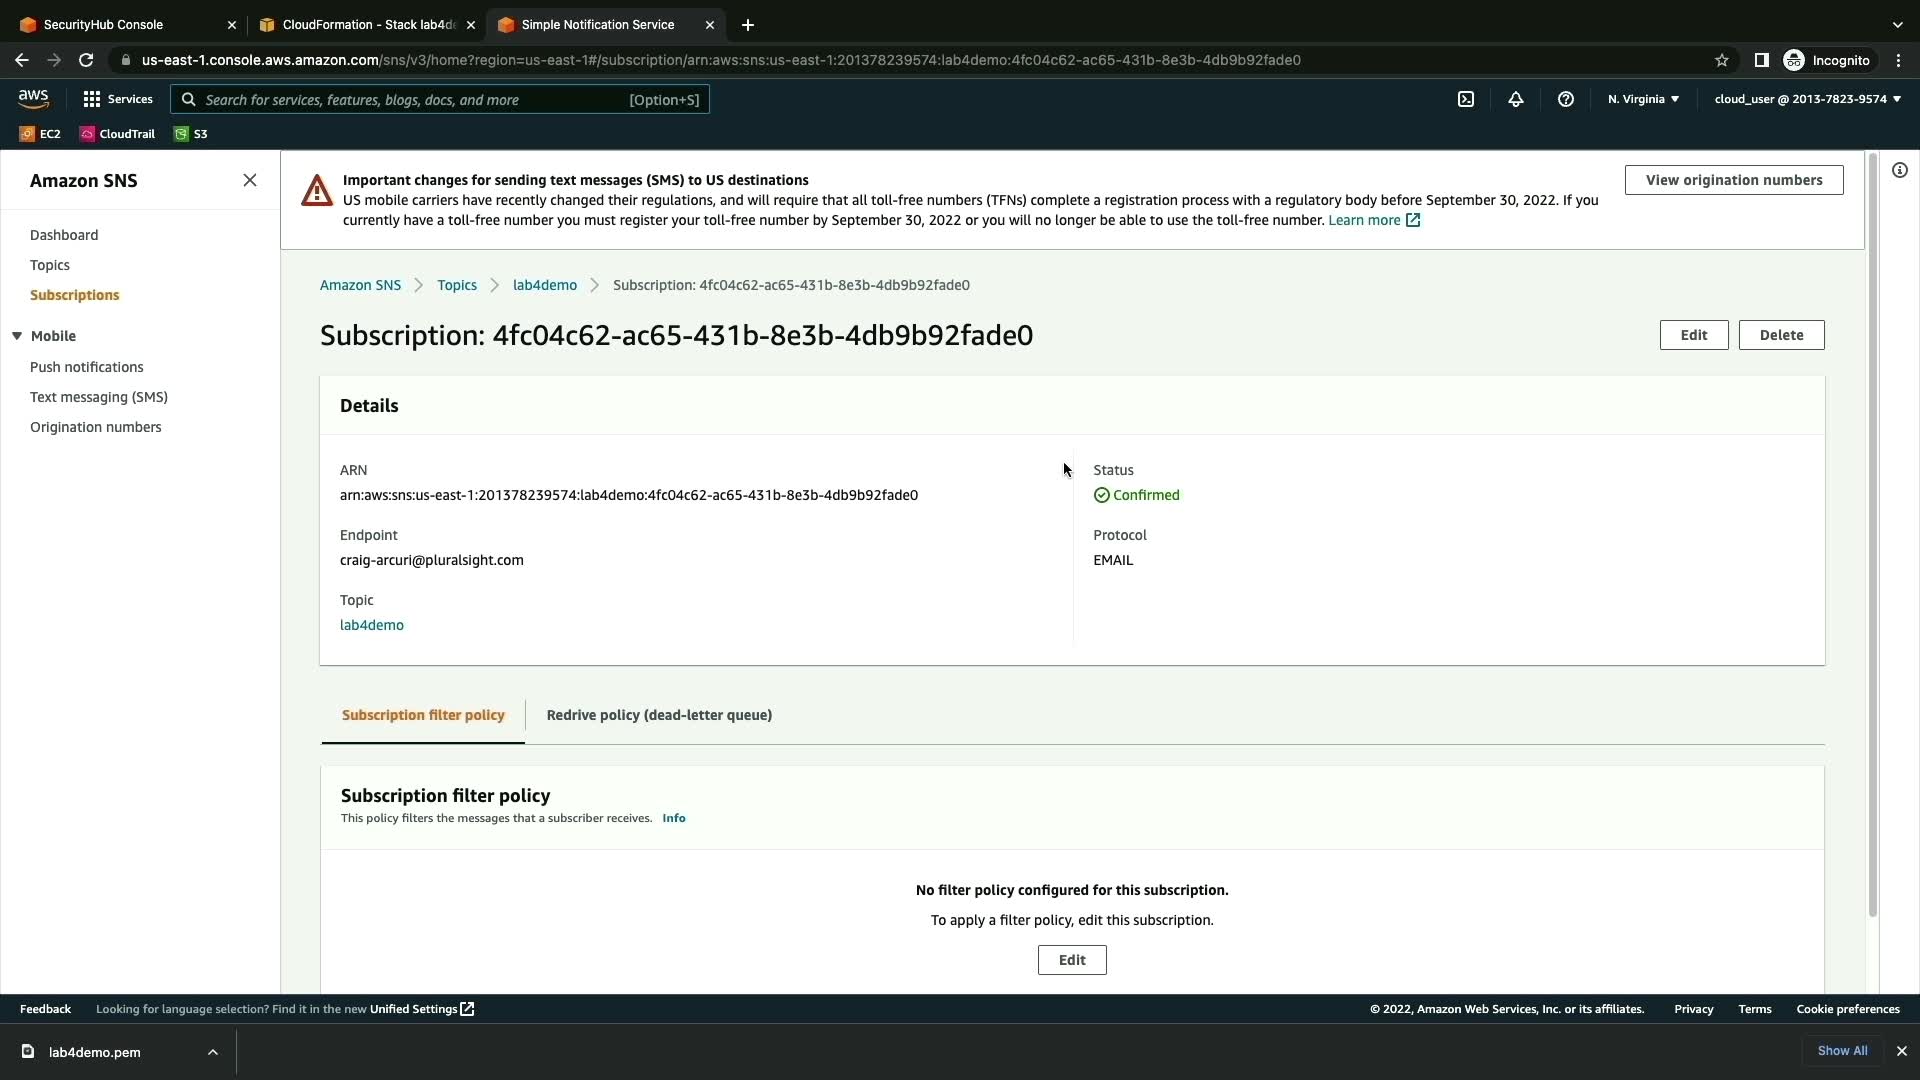 SecurityHub Console
CloudFormation - Stack lab4de
Simple Notification Service
us-east-1.console.aws.amazon.com/sns/v3/home?region=us-east-1#/subscription/arn:aws:sns:us-east-1:201378239574:lab4demo:4fc04c62-ac65-431b-8e3b-4db9b92fade0
Incognito
aws
Services
Search for services, features, blogs, docs, and more
[Option+S]
N. Virginia
cloud_user @ 2013-7823-9574
EC2
CloudTrail
S3
Amazon SNS
Dashboard
Topics
Subscriptions
Mobile
Push notifications
Text messaging (SMS)
Origination numbers
Important changes for sending text messages (SMS) to US destinations
US mobile carriers have recently changed their regulations, and will require that all toll-free numbers (TFNs) complete a registration process with a regulatory body before September 30, 2022. If you
currently have a toll-free number you must register your toll-free number by September 30, 2022 or you will no longer be able to use the toll-free number. Learn more
View origination numbers
Amazon SNS
Topics
lab4demo
Subscription: 4fc04c62-ac65-431b-8e3b-4db9b92fade0
Subscription: 4fc04c62-ac65-431b-8e3b-4db9b92fade0
Edit
Delete
Details
ARN
arn:aws:sns:us-east-1:201378239574:lab4demo:4fc04c62-ac65-431b-8e3b-4db9b92fade0
Endpoint
craig-arcuri@pluralsight.com
Topic
lab4demo
Status
Confirmed
Protocol
EMAIL
Subscription filter policy
Redrive policy (dead-letter queue)
Subscription filter policy
This policy filters the messages that a subscriber receives. Info
No filter policy configured for this subscription.
To apply a filter policy, edit this subscription.
Edit
Feedback
Looking for language selection? Find it in the new Unified Settings
© 2022, Amazon Web Services, Inc. or its affiliates.
Privacy
Terms
Cookie preferences
lab4demo.pem
Show All